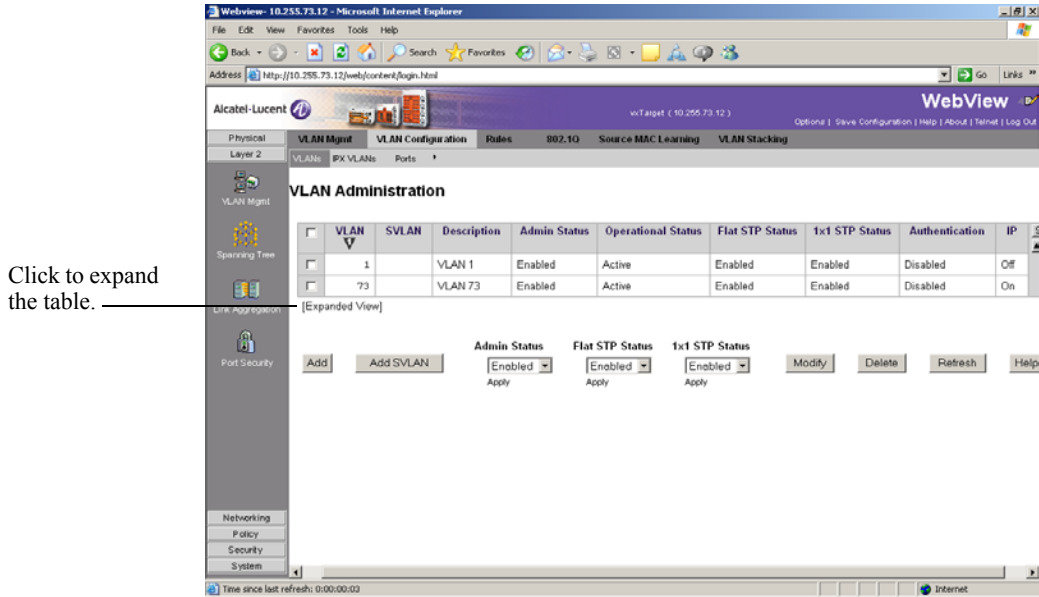 Webview- 10.255.73.12 - Microsoft Internet Explorer
File Edit View Favorites Tools Help
Back Search Favorites
Address http://10.255.73.12/web/content/login.html Go Links »
Alcatel-Lucent vxTarget ( 10.255.73.12 ) WebView
Options | Save Configuration | Help | About | Telnet | Log Out
Physical VLAN Mgmt VLAN Configuration Rules 802.1Q Source MAC Learning VLAN Stacking
Layer 2 VLANs IPX VLANs Ports
VLAN Mgmt
VLAN Administration
VLAN SVLAN Description Admin Status Operational Status Flat STP Status 1x1 STP Status Authentication IP S
Spanning Tree
1 VLAN 1 Enabled Active Enabled Enabled Disabled Off
73 VLAN 73 Enabled Active Enabled Enabled Disabled On
Click to expand
the table.
Link Aggregation [Expanded View]
Admin Status Flat STP Status 1x1 STP Status
Port Security Add Add SVLAN Enabled Enabled Enabled Modify Delete Refresh Help
Apply Apply Apply
Networking
Policy
Security
System
Time since last refresh: 0:00:00:03 Internet